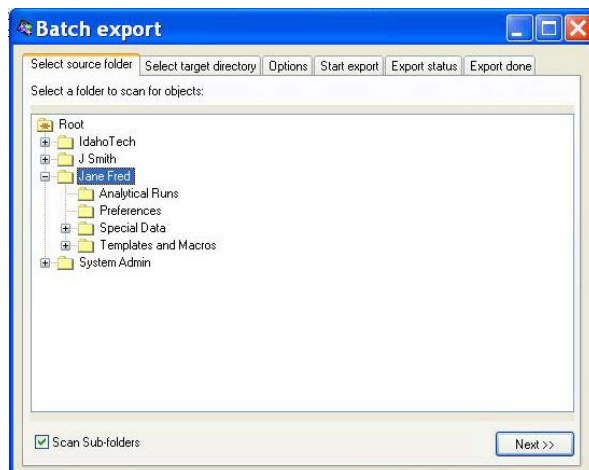 Batch export
Select source folder Select target directory Options Start export Export status Export done
Select a folder to scan for objects:
Root
IdahoTech
J Smith
Jane Fred
Analytical Runs
Preferences
Special Data
Templates and Macros
System Admin
Scan Sub-folders Next >>